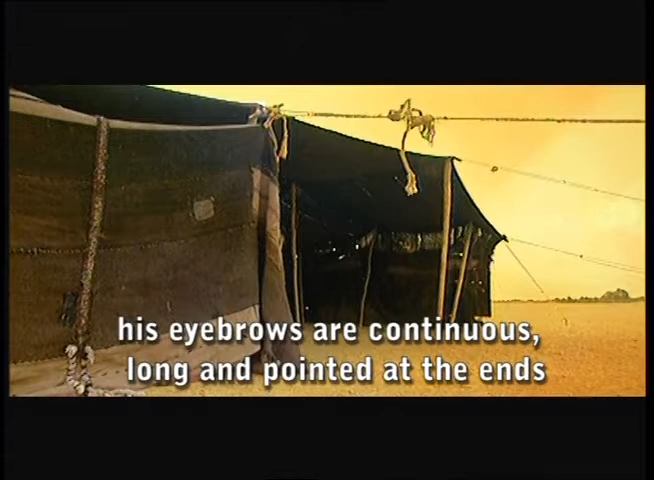 his eyebrows are continuous,
long and pointed at the ends